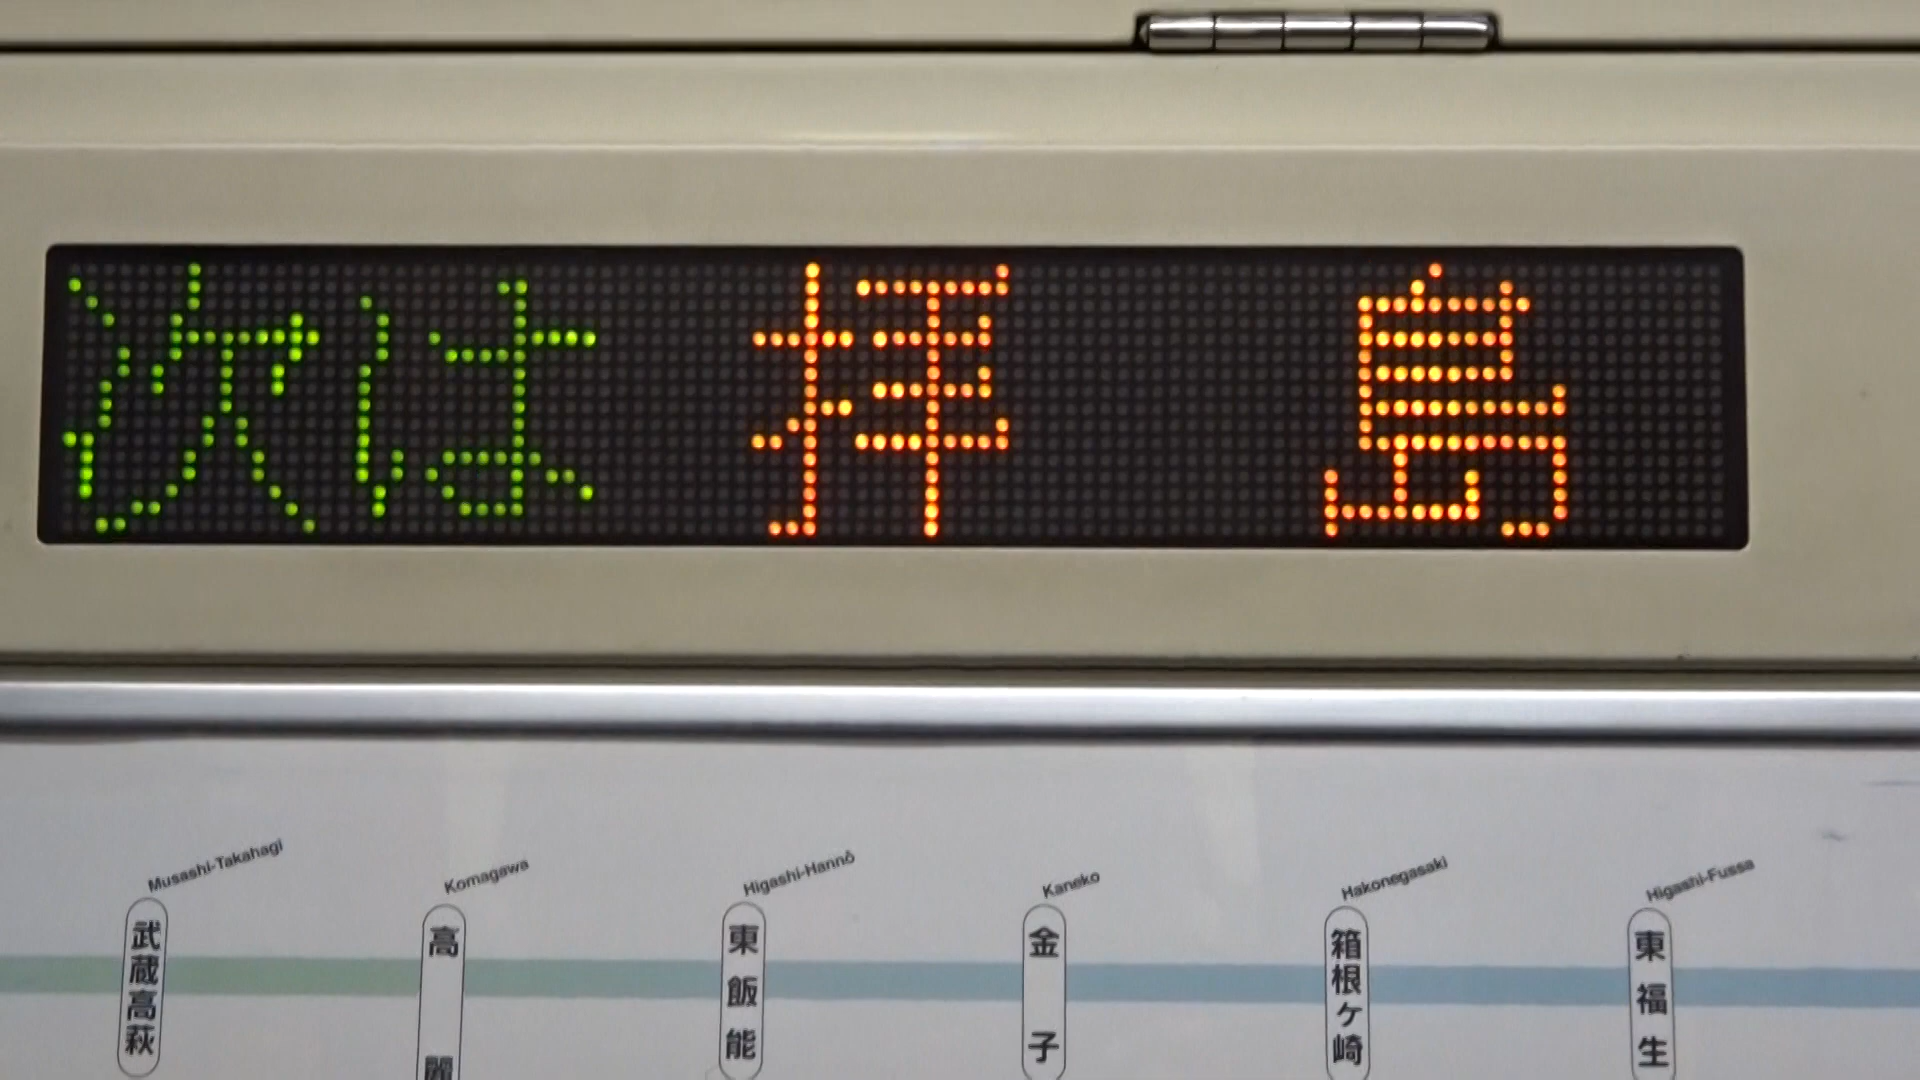 次は 拝島
Musashi-Takahagi
武蔵高萩
Komagawa
高麗
Higashi-Hannō
東飯能
Kaneko
金子
Hakonegasaki
箱根ケ崎
Higashi-Fussa
東福生